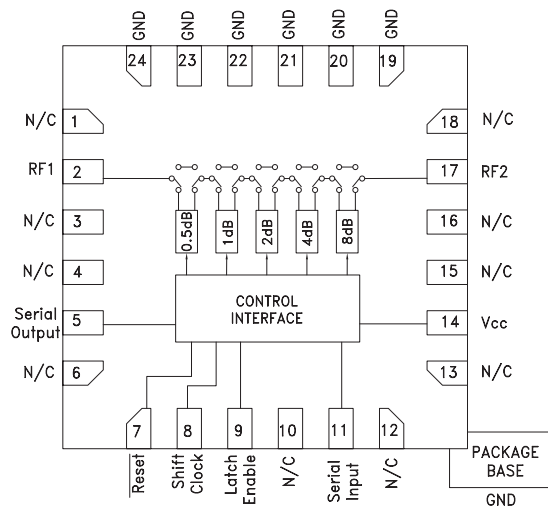 GND GND GND GND GND GND
24 23 22 21 20 19
N/C 1 18 N/C
RF1 2 17 RF2
N/C 3 16 N/C
0.5dB 1dB 2dB 4dB 8dB
N/C 4 15 N/C
CONTROL
INTERFACE
Serial
Output 5 14 Vcc
N/C 6 13 N/C
7 8 9 10 11 12
Reset
Shift
Clock
Latch
Enable
N/C
Serial
Input
N/C
PACKAGE
BASE
GND